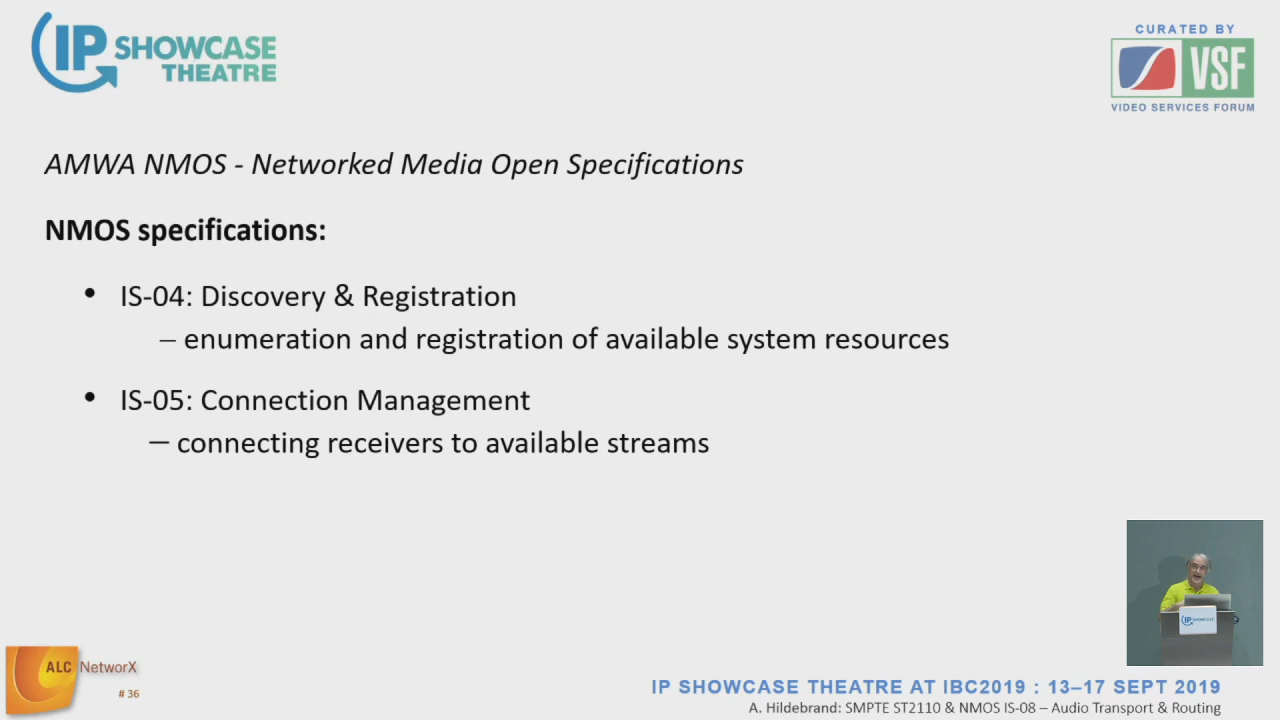 IP SHOWCASE
THEATRE
CURATED BY
VSF
VIDEO SERVICES FORUM
AMWA NMOS - Networked Media Open Specifications
NMOS specifications:
• IS-04: Discovery & Registration
– enumeration and registration of available system resources
• IS-05: Connection Management
– connecting receivers to available streams
IP SHOWCASE
ALC NetworX
# 36
IP SHOWCASE THEATRE AT IBC2019 : 13–17 SEPT 2019
A. Hildebrand: SMPTE ST2110 & NMOS IS-08 – Audio Transport & Routing